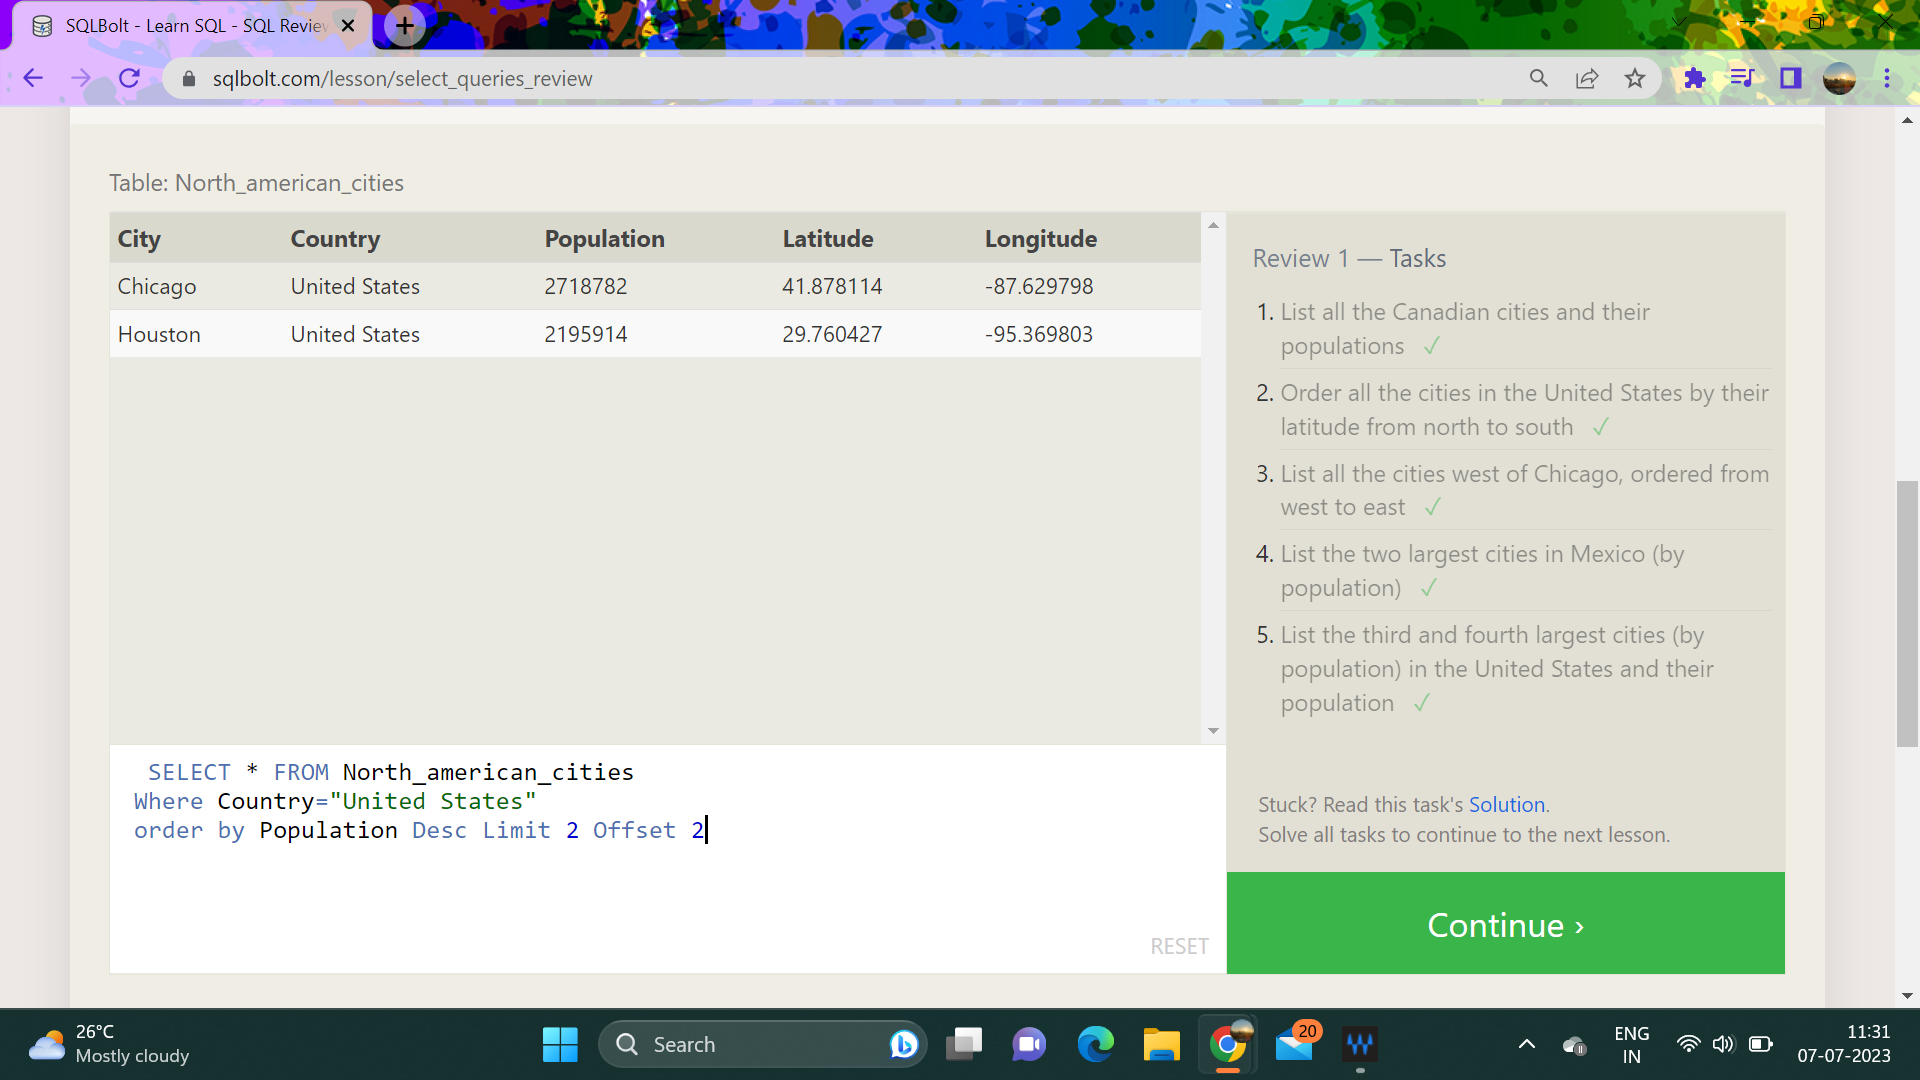 SQLBolt - Learn SQL - SQL Review
sqlbolt.com/lesson/select_queries_review
Table: North_american_cities
City Country Population Latitude Longitude
Chicago United States 2718782 41.878114 -87.629798
Houston United States 2195914 29.760427 -95.369803
Review 1 — Tasks
1. List all the Canadian cities and their
populations ✓
2. Order all the cities in the United States by their
latitude from north to south ✓
3. List all the cities west of Chicago, ordered from
west to east ✓
4. List the two largest cities in Mexico (by
population) ✓
5. List the third and fourth largest cities (by
population) in the United States and their
population ✓
SELECT * FROM North_american_cities
Where Country="United States"
order by Population Desc Limit 2 Offset 2
RESET
Stuck? Read this task's Solution.
Solve all tasks to continue to the next lesson.
Continue ›
26°C
Mostly cloudy
Search
20
ENG
IN
11:31
07-07-2023